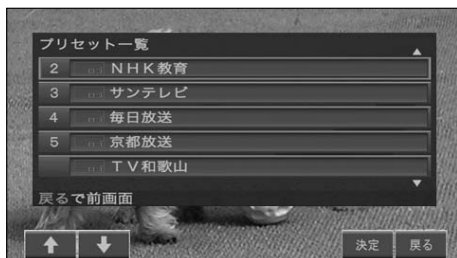 プリセット一覧
2 NHK教育
3 サンテレビ
4 毎日放送
5 京都放送
TV和歌山
戻るで前画面
決定 戻る